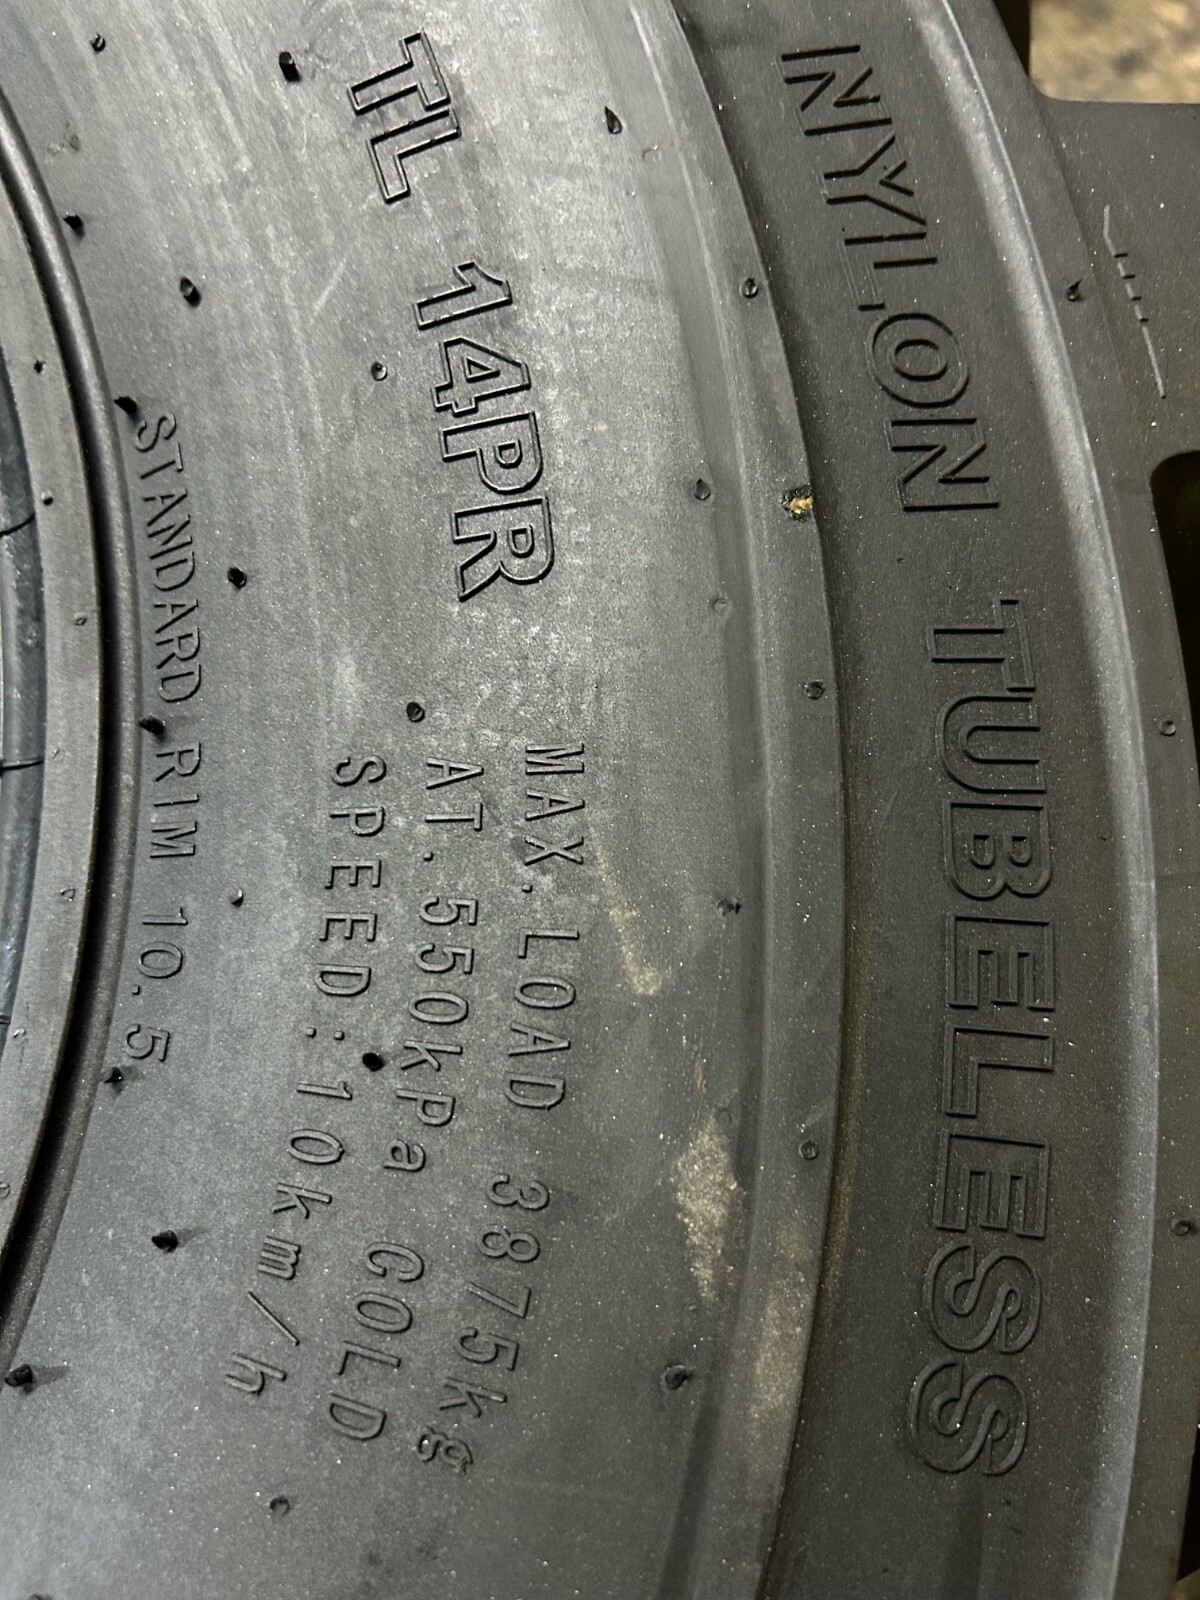 NYLON TUBELESS
TL 14PR
MAX.LOAD 3875kg
AT.550kPa COLD
SPEED:10km/h
STANDARD RIM 10.5